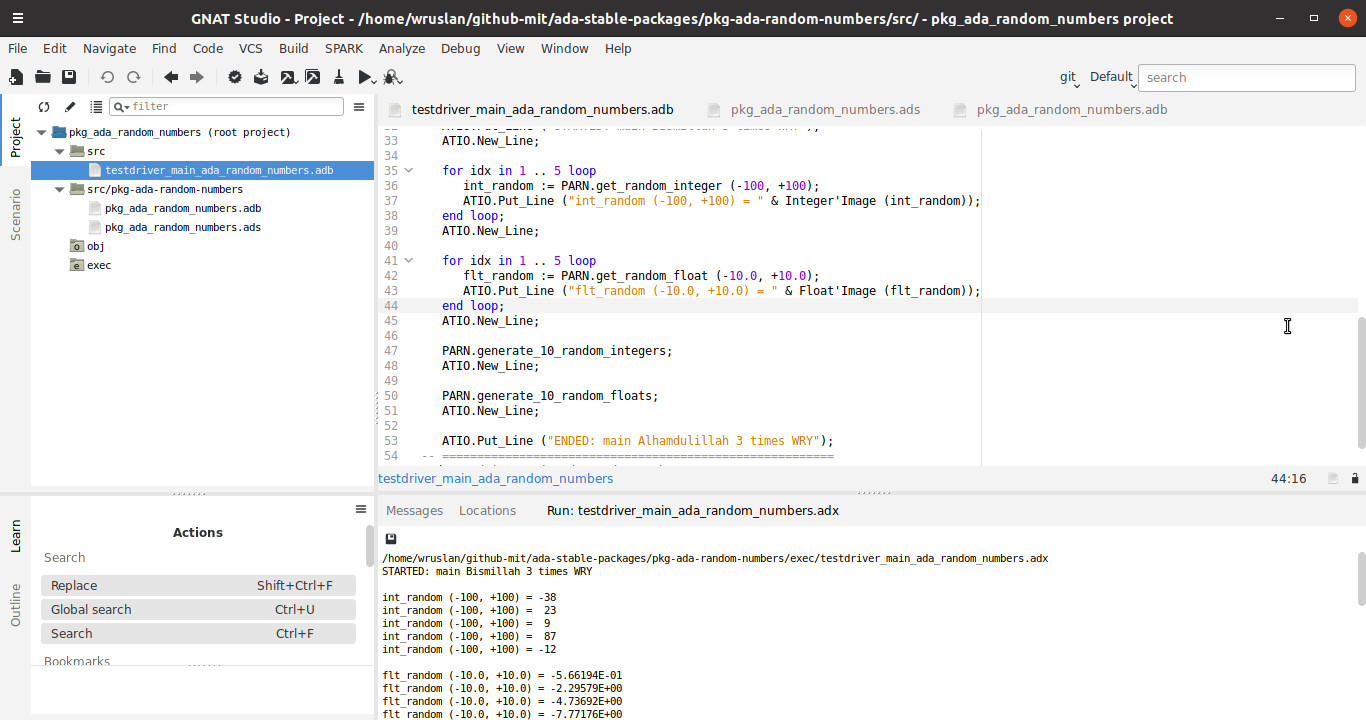 GNAT Studio - Project - /home/wruslan/github-mit/ada-stable-packages/pkg-ada-random-numbers/src/ - pkg_ada_random_numbers project
File Edit Navigate Find Code VCS Build SPARK Analyze Debug View Window Help
git Default search
Project
Scenario
filter
pkg_ada_random_numbers (root project)
src
testdriver_main_ada_random_numbers.adb
src/pkg-ada-random-numbers
pkg_ada_random_numbers.adb
pkg_ada_random_numbers.ads
obj
exec
testdriver_main_ada_random_numbers.adb pkg_ada_random_numbers.ads pkg_ada_random_numbers.adb
33 ATIO.New_Line;
34
35 for idx in 1 .. 5 loop
36 int_random := PARN.get_random_integer (-100, +100);
37 ATIO.Put_Line ("int_random (-100, +100) = " & Integer'Image (int_random));
38 end loop;
39 ATIO.New_Line;
40
41 for idx in 1 .. 5 loop
42 flt_random := PARN.get_random_float (-10.0, +10.0);
43 ATIO.Put_Line ("flt_random (-10.0, +10.0) = " & Float'Image (flt_random));
44 end loop;
45 ATIO.New_Line;
46
47 PARN.generate_10_random_integers;
48 ATIO.New_Line;
49
50 PARN.generate_10_random_floats;
51 ATIO.New_Line;
52
53 ATIO.Put_Line ("ENDED: main Alhamdulillah 3 times WRY");
54 -- ========================================================
testdriver_main_ada_random_numbers 44:16
Learn
Outline
Actions
Search
Replace Shift+Ctrl+F
Global search Ctrl+U
Search Ctrl+F
Bookmarks
Messages Locations Run: testdriver_main_ada_random_numbers.adx
/home/wruslan/github-mit/ada-stable-packages/pkg-ada-random-numbers/exec/testdriver_main_ada_random_numbers.adx
STARTED: main Bismillah 3 times WRY
int_random (-100, +100) = -38
int_random (-100, +100) = 23
int_random (-100, +100) = 9
int_random (-100, +100) = 87
int_random (-100, +100) = -12
flt_random (-10.0, +10.0) = -5.66194E-01
flt_random (-10.0, +10.0) = -2.29579E+00
flt_random (-10.0, +10.0) = -4.73692E+00
flt_random (-10.0, +10.0) = -7.77176E+00